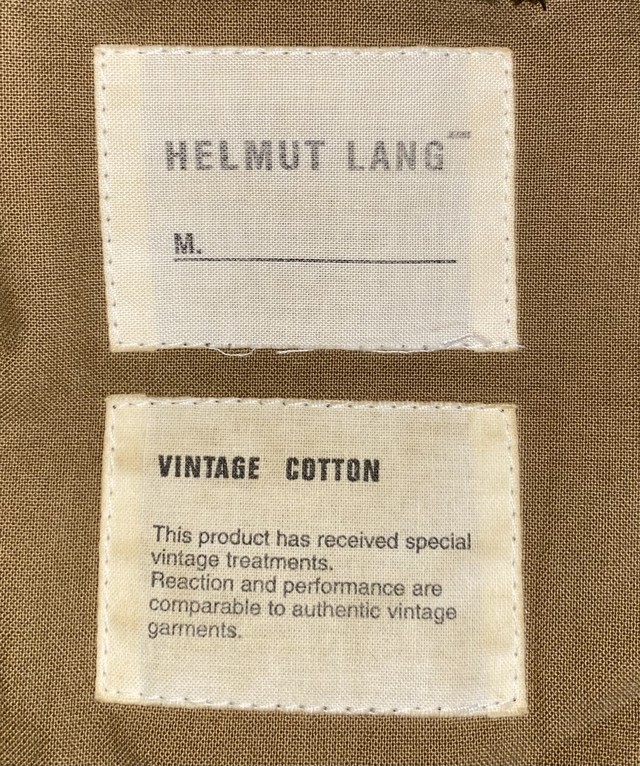 HELMUT LANG
M.
VINTAGE COTTON
This product has received special
vintage treatments.
Reaction and performance are
comparable to authentic vintage
garments.